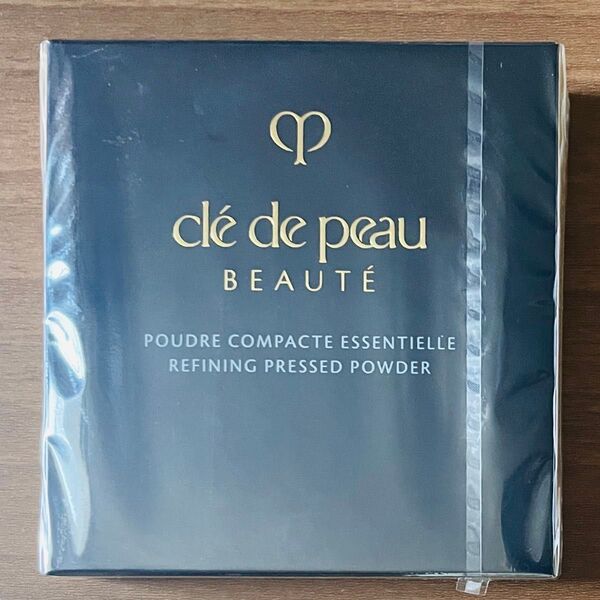 clé de peau
BEAUTÉ
POUDRE COMPACTE ESSENTIELLE
REFINING PRESSED POWDER